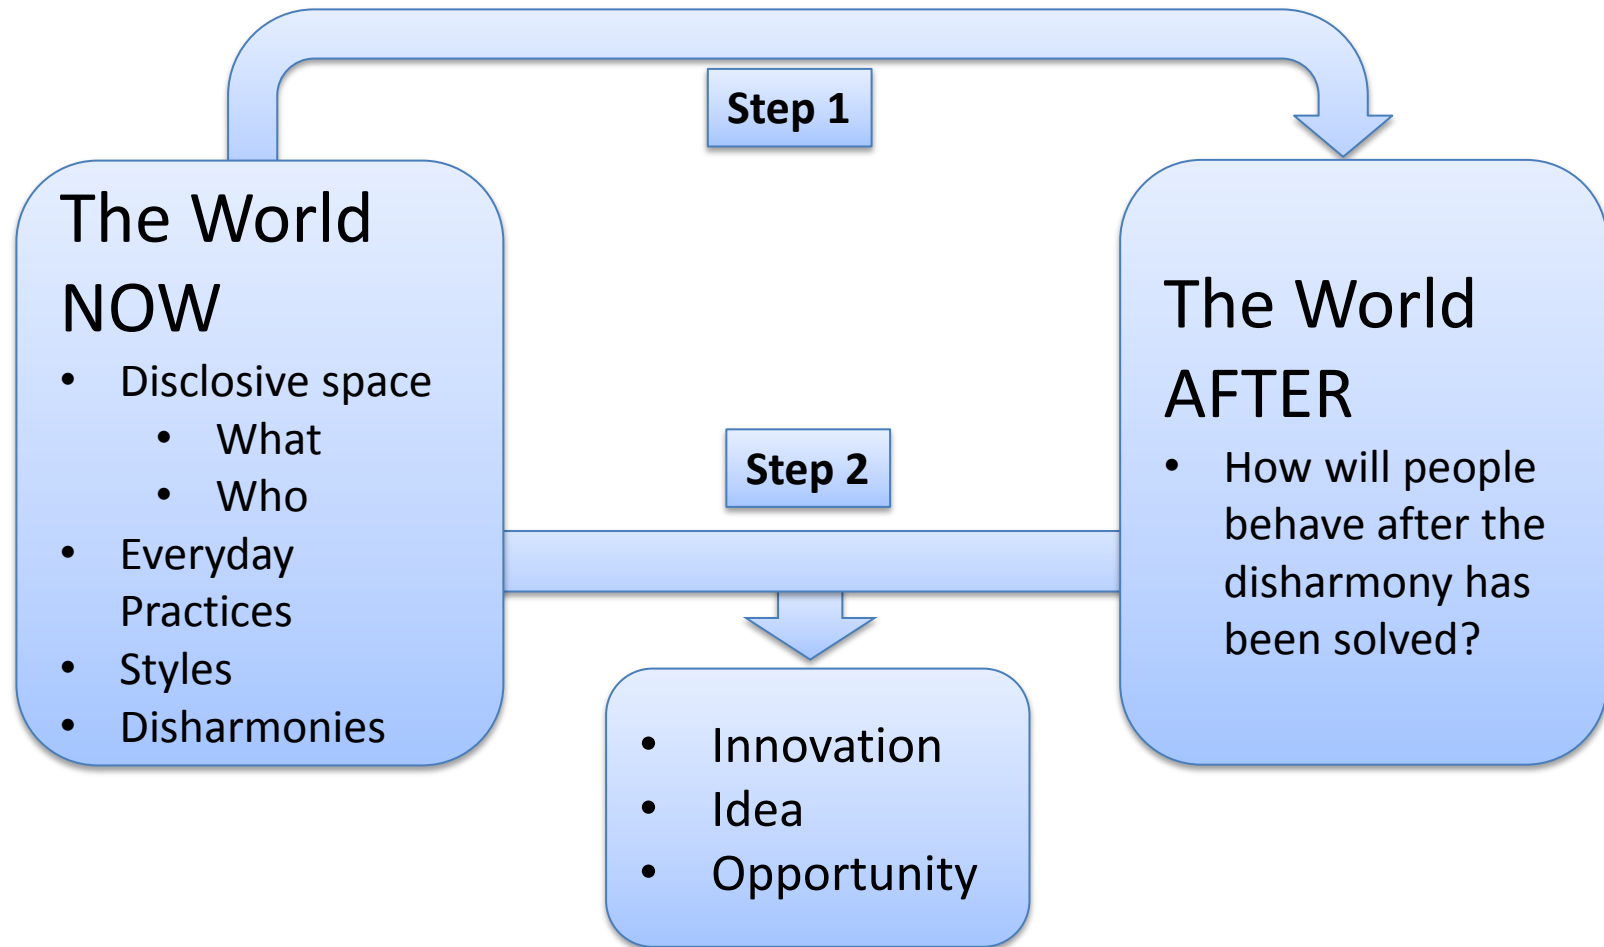 Step 1
The World
NOW
• Disclosive space
• What
• Who
• Everyday
Practices
• Styles
• Disharmonies
Step 2
The World
AFTER
• How will people
behave after the
disharmony has
been solved?
• Innovation
• Idea
• Opportunity